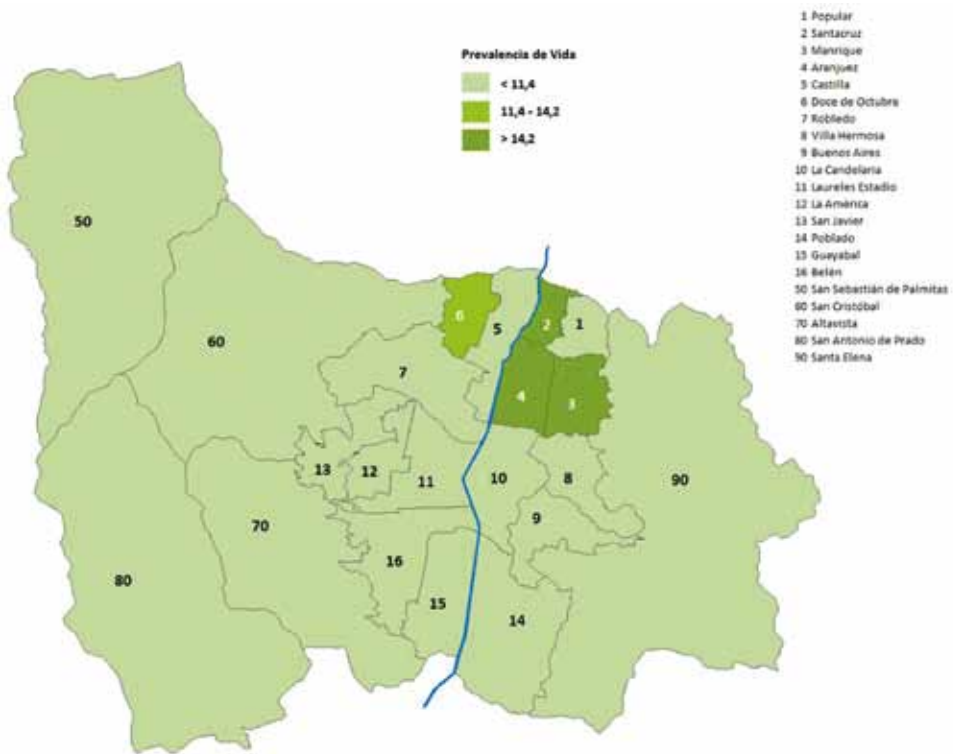 Prevalencia de Vida
< 11,4
11,4 - 14,2
> 14,2
1 Popular
2 Santacruz
3 Manrique
4 Aranjuez
5 Castilla
6 Doce de Octubre
7 Robledo
8 Villa Hermosa
9 Buenos Aires
10 La Candelaria
11 Laureles Estadio
12 La América
13 San Javier
14 Poblado
15 Guayabal
16 Belén
50 San Sebastián de Palmitas
60 San Cristóbal
70 Altavista
80 San Antonio de Prado
90 Santa Elena
50
60
6
5
2
1
7
4
3
13
12
11
10
8
90
70
9
16
80
15
14